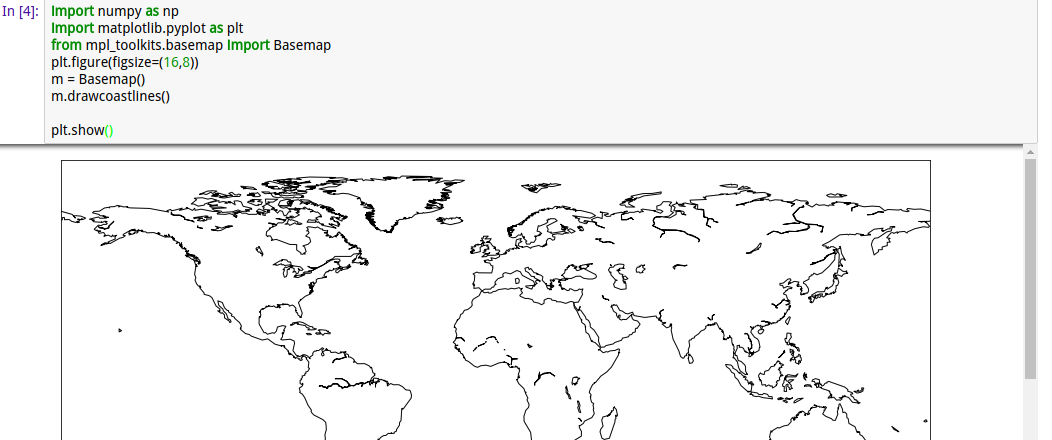 In [4]:
Import numpy as np
Import matplotlib.pyplot as plt
from mpl_toolkits.basemap Import Basemap
plt.figure(figsize=(16,8))
m = Basemap()
m.drawcoastlines()
plt.show()